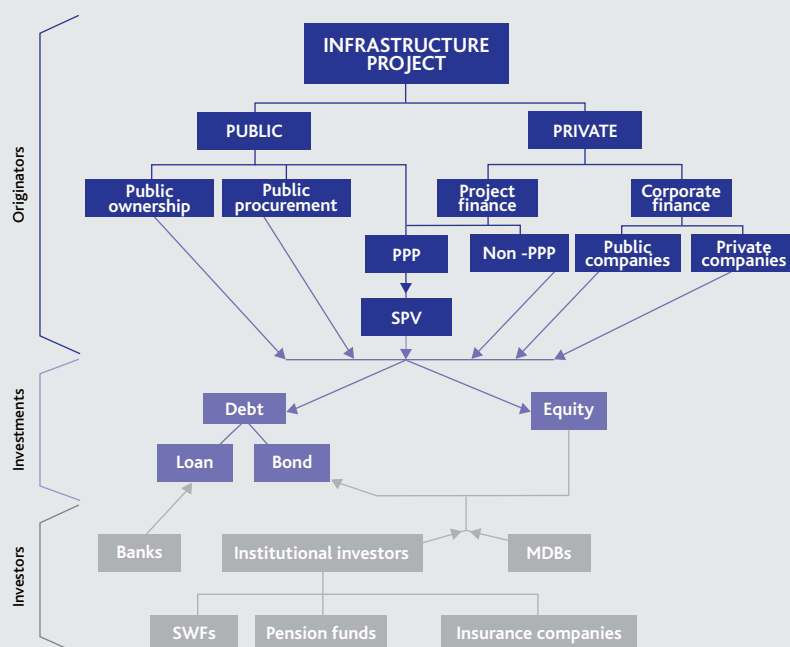 Originators
INFRASTRUCTURE
PROJECT
PUBLIC
PRIVATE
Public
ownership
Public
procurement
Project
finance
Corporate
finance
PPP
Non -PPP
Public
companies
Private
companies
SPV
Investments
Debt
Equity
Loan
Bond
Investors
Banks
Institutional investors
MDBs
SWFs
Pension funds
Insurance companies